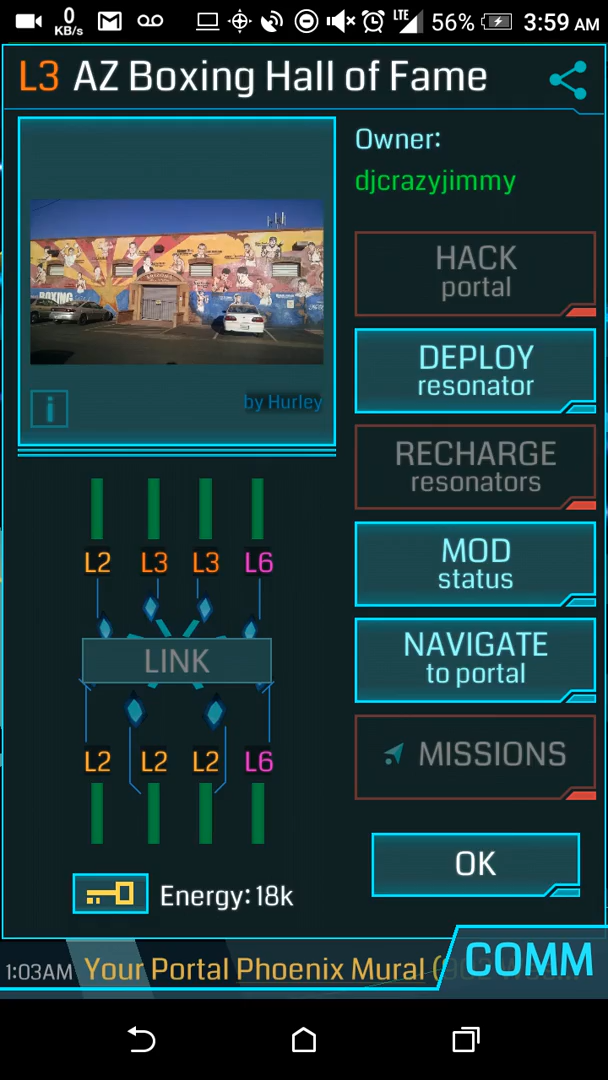 0
KB/s
LTE
56%
3:59 AM
L3 AZ Boxing Hall of Fame
Owner:
djcrazyjimmy
BOXING
i
by Hurley
HACK
portal
DEPLOY
resonator
RECHARGE
resonators
MOD
status
NAVIGATE
to portal
MISSIONS
OK
L2 L3 L3 L6
LINK
L2 L2 L2 L6
Energy: 18k
1:03AM Your Portal Phoenix Mural (
COMM